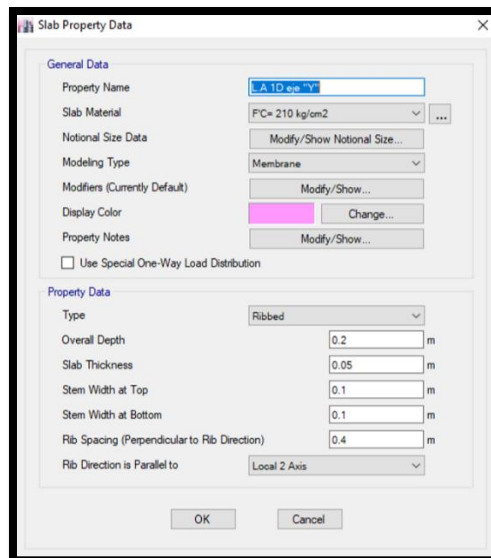 Slab Property Data
General Data
Property Name L.A 1D eje "Y"
Slab Material F'C= 210 kg/cm2 ...
Notional Size Data Modify/Show Notional Size...
Modeling Type Membrane
Modifiers (Currently Default) Modify/Show...
Display Color Change...
Property Notes Modify/Show...
Use Special One-Way Load Distribution
Property Data
Type Ribbed
Overall Depth 0.2 m
Slab Thickness 0.05 m
Stem Width at Top 0.1 m
Stem Width at Bottom 0.1 m
Rib Spacing (Perpendicular to Rib Direction) 0.4 m
Rib Direction is Parallel to Local 2 Axis
OK Cancel